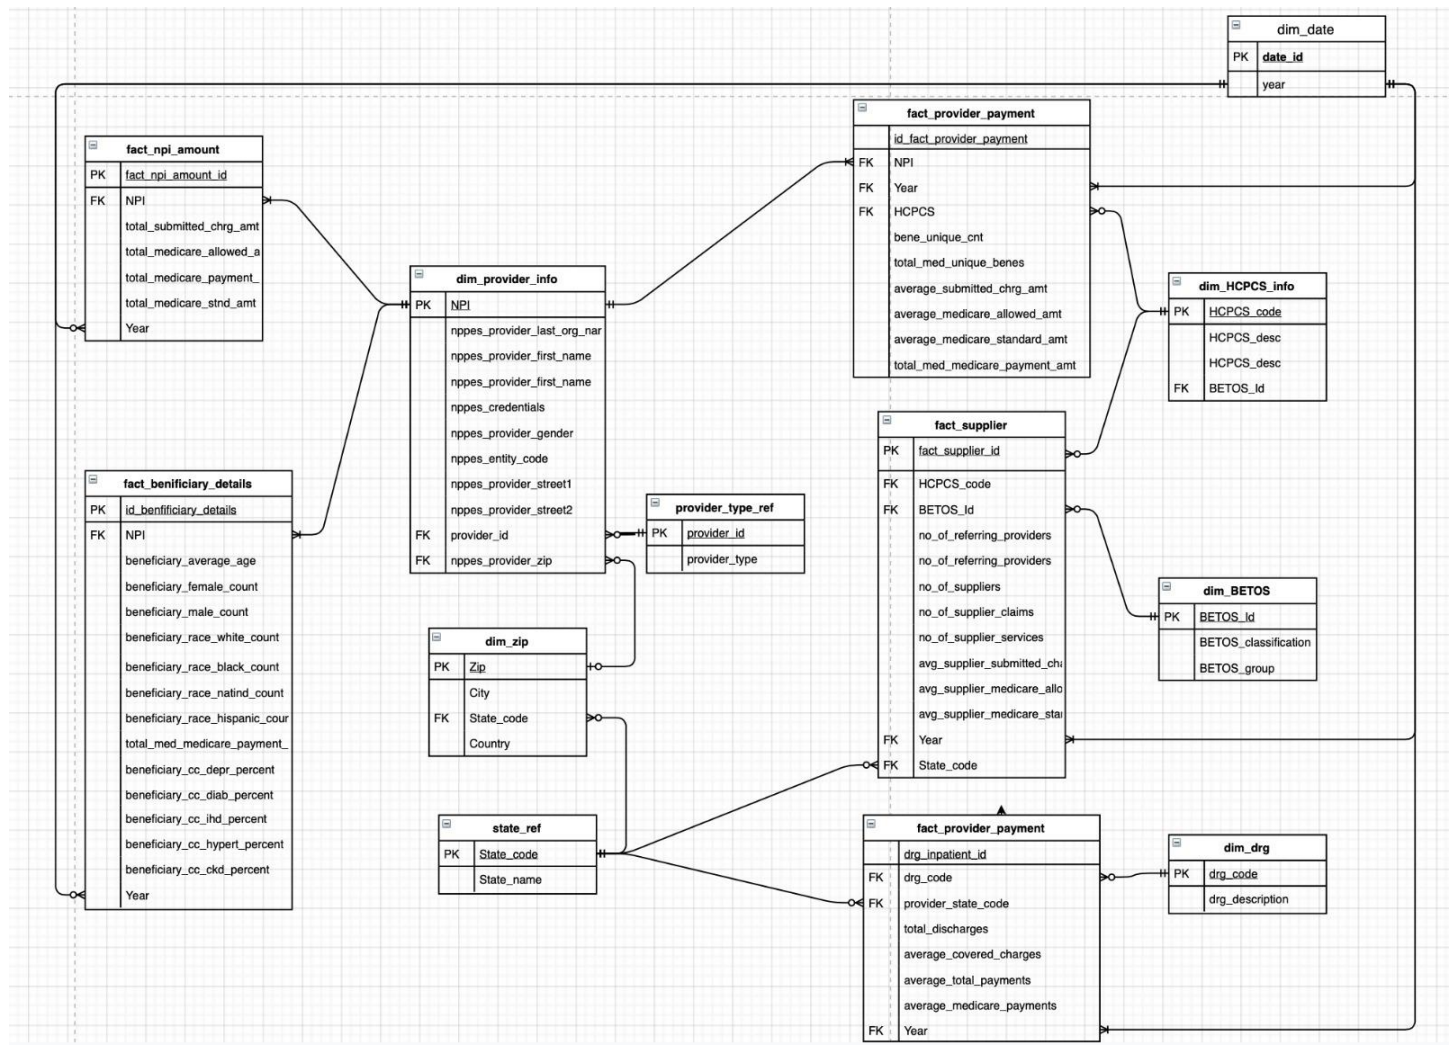 dim_date
PK date_id
year
fact_provider_payment
id_fact_provider_payment
FK NPI
FK Year
FK HCPCS
bene_unique_cnt
total_med_unique_benes
average_submitted_chrg_amt
average_medicare_allowed_amt
average_medicare_standard_amt
total_med_medicare_payment_amt
fact_npi_amount
PK fact_npi_amount_id
FK NPI
total_submitted_chrg_amt
total_medicare_allowed_a
total_medicare_payment_
total_medicare_stnd_amt
Year
dim_provider_info
PK NPI
nppes_provider_last_org_nar
nppes_provider_first_name
nppes_provider_first_name
nppes_credentials
nppes_provider_gender
nppes_entity_code
nppes_provider_street1
nppes_provider_street2
FK provider_id
FK nppes_provider_zip
dim_HCPCS_info
PK HCPCS_code
HCPCS_desc
HCPCS_desc
FK BETOS_Id
fact_supplier
PK fact_supplier_id
FK HCPCS_code
FK BETOS_Id
no_of_referring_providers
no_of_referring_providers
no_of_suppliers
no_of_supplier_claims
no_of_supplier_services
avg_supplier_submitted_cha
avg_supplier_medicare_allo
avg_supplier_medicare_star
FK Year
FK State_code
fact_benificiary_details
PK id_benfificiary_details
FK NPI
beneficiary_average_age
beneficiary_female_count
beneficiary_male_count
beneficiary_race_white_count
beneficiary_race_black_count
beneficiary_race_natind_count
beneficiary_race_hispanic_cour
total_med_medicare_payment_
beneficiary_cc_depr_percent
beneficiary_cc_diab_percent
beneficiary_cc_ihd_percent
beneficiary_cc_hypert_percent
beneficiary_cc_ckd_percent
Year
provider_type_ref
PK provider_id
provider_type
dim_BETOS
PK BETOS_Id
BETOS_classification
BETOS_group
dim_zip
PK Zip
City
FK State_code
Country
state_ref
PK State_code
State_name
fact_provider_payment
drg_inpatient_id
FK drg_code
FK provider_state_code
total_discharges
average_covered_charges
average_total_payments
average_medicare_payments
FK Year
dim_drg
PK drg_code
drg_description